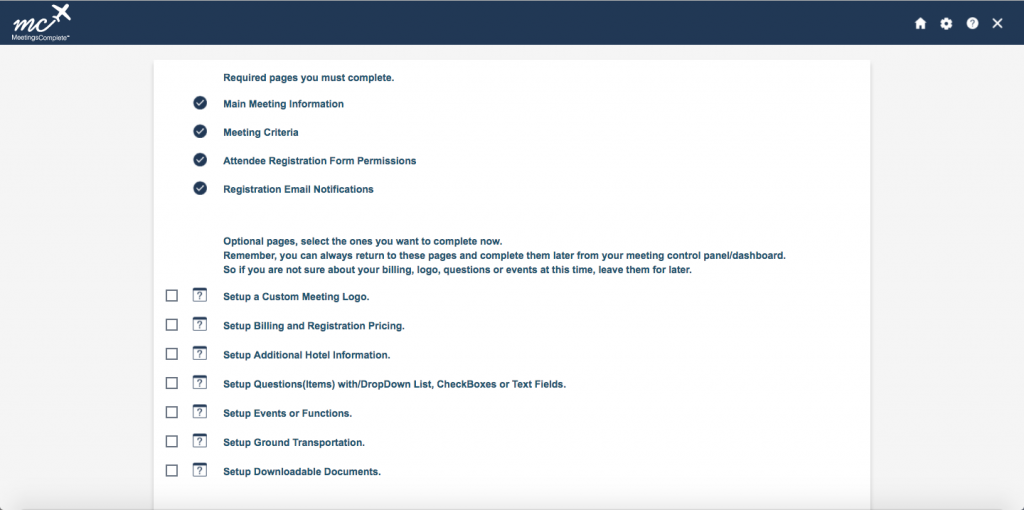 mc
MeetingsComplete®
Required pages you must complete.
Main Meeting Information
Meeting Criteria
Attendee Registration Form Permissions
Registration Email Notifications
Optional pages, select the ones you want to complete now.
Remember, you can always return to these pages and complete them later from your meeting control panel/dashboard.
So if you are not sure about your billing, logo, questions or events at this time, leave them for later.
? Setup a Custom Meeting Logo.
? Setup Billing and Registration Pricing.
? Setup Additional Hotel Information.
? Setup Questions(Items) with/DropDown List, CheckBoxes or Text Fields.
? Setup Events or Functions.
? Setup Ground Transportation.
? Setup Downloadable Documents.